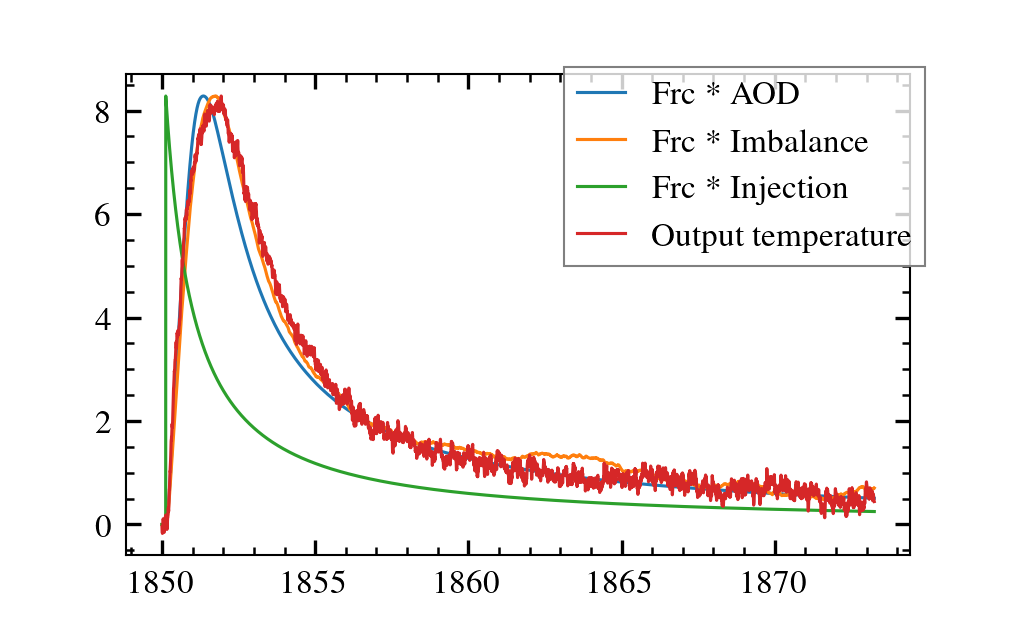 Frc * AOD
Frc * Imbalance
Frc * Injection
Output temperature
8
6
4
2
0
1850 1855 1860 1865 1870